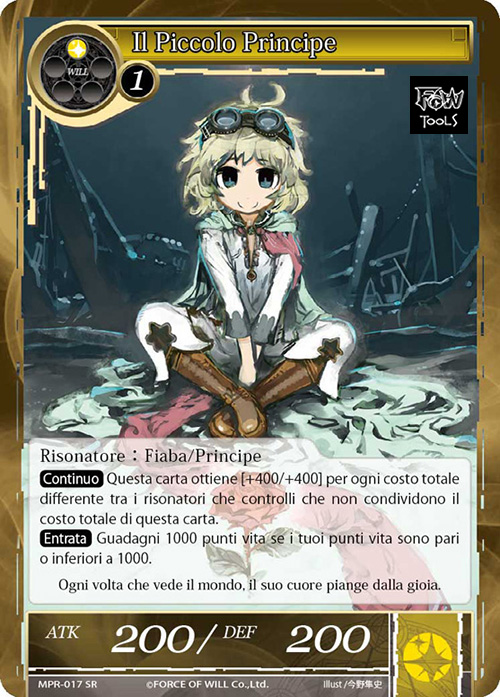 Il Piccolo Principe
WILL
1
FOW
TOOLS
Risonatore : Fiaba/Principe
Continuo Questa carta ottiene [+400/+400] per ogni costo totale
differente tra i risonatori che controlli che non condividono il
costo totale di questa carta.
Entrata Guadagni 1000 punti vita se i tuoi punti vita sono pari
o inferiori a 1000.
Ogni volta che vede il mondo, il suo cuore piange dalla gioia.
ATK 200 / DEF 200
MPR-017 SR ©FORCE OF WILL Co.,Ltd. Illust /今野隼史